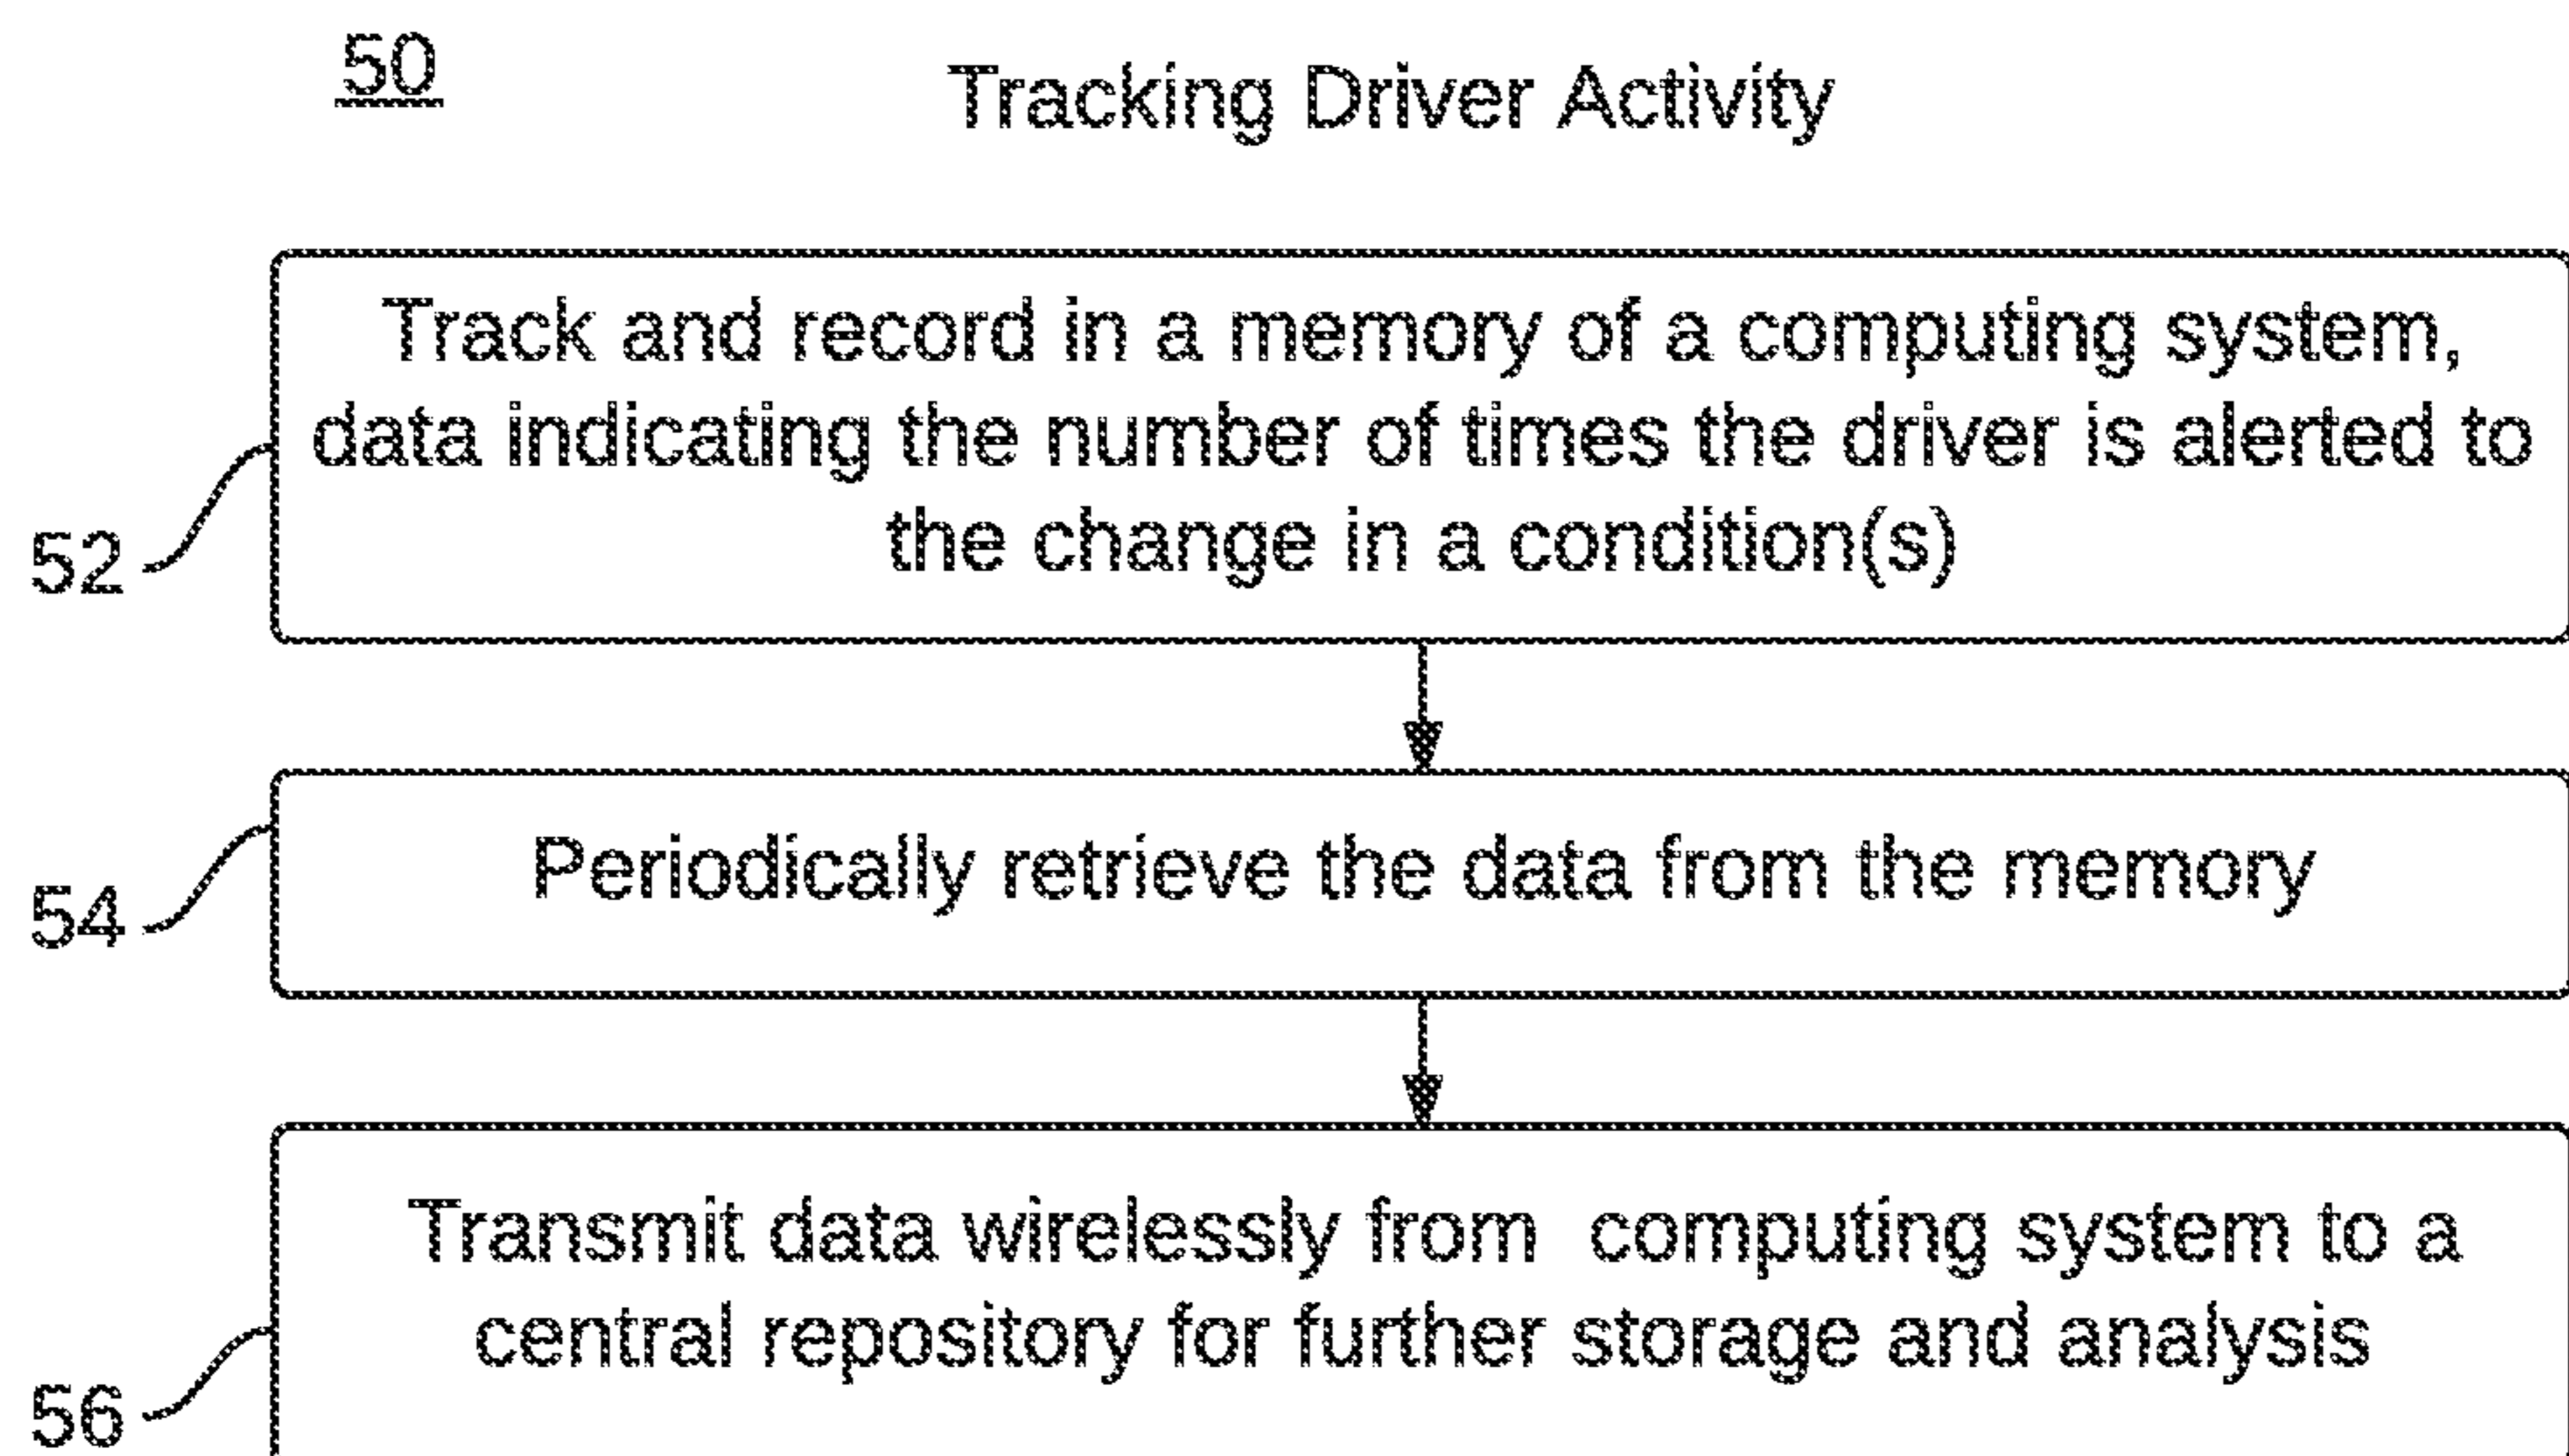 50
Tracking Driver Activity
Track and record in a memory of a computing system,
data indicating the number of times the driver is alerted to
the change in a condition(s)
52
Periodically retrieve the data from the memory
54
Transmit data wirelessly from computing system to a
central repository for further storage and analysis
56